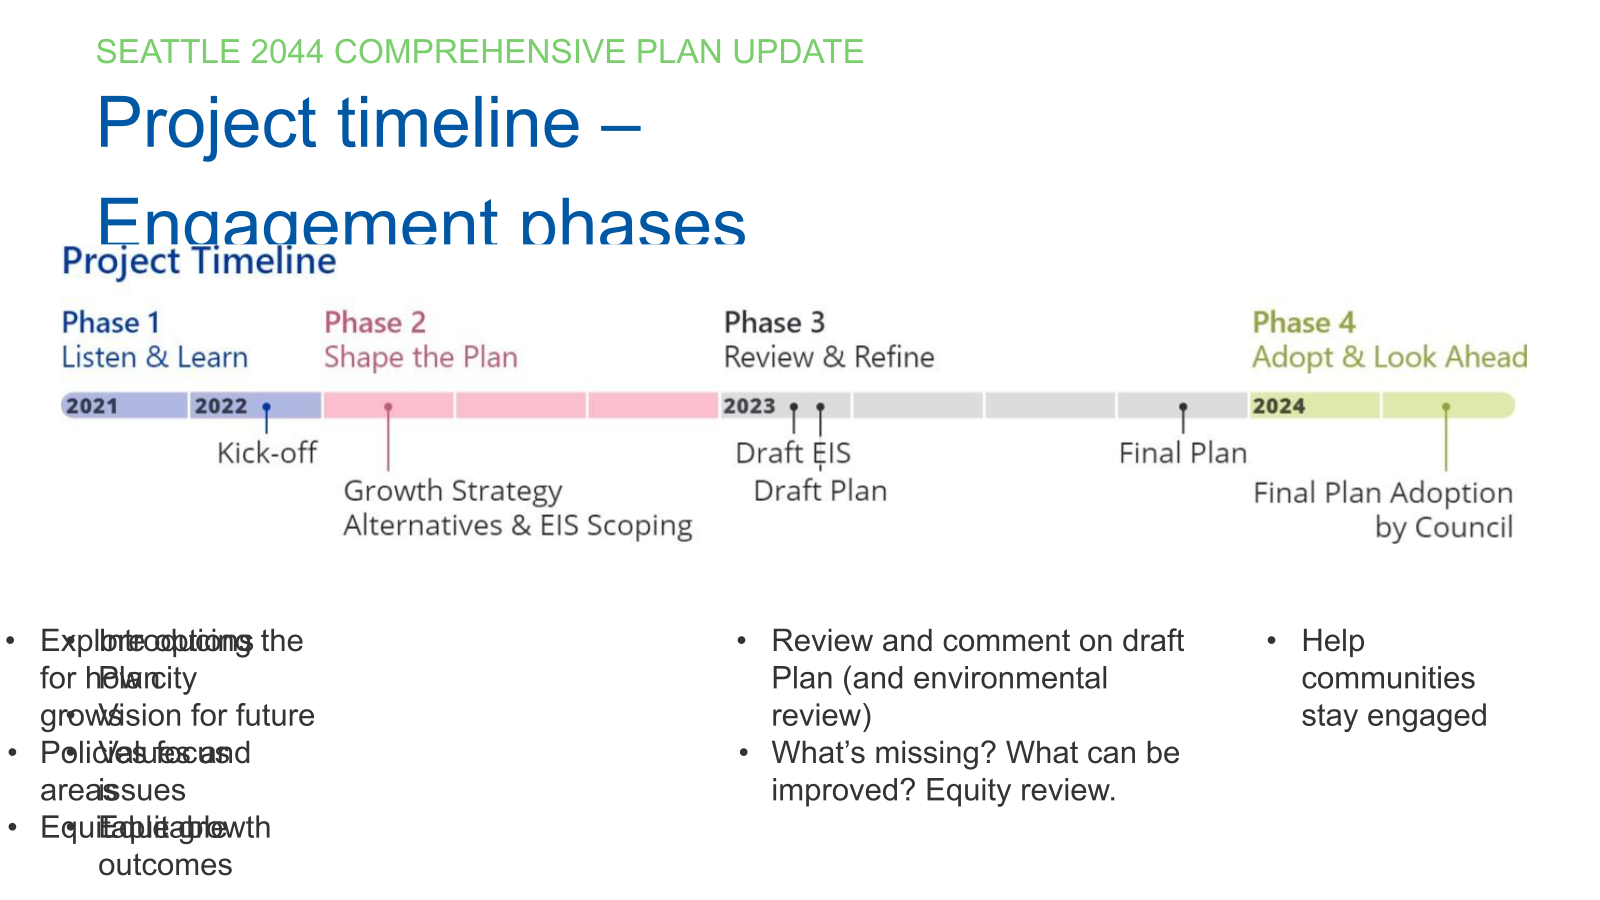 SEATTLE 2044 COMPREHENSIVE PLAN UPDATE
Project timeline –
Engagement phases
Project Timeline
Phase 1
Listen & Learn
Phase 2
Shape the Plan
Phase 3
Review & Refine
Phase 4
Adopt & Look Ahead
2021 2022 2023 2024
Kick-off
Growth Strategy
Alternatives & EIS Scoping
Draft EIS
Draft Plan
Final Plan
Final Plan Adoption
by Council
• Introducing the
Plan
• Vision for future
• Values and
issues
• Equitable
outcomes
• Explore options
for how city
grows
• Policies focus
areas
• Equitable growth
• Review and comment on draft
Plan (and environmental
review)
• What’s missing? What can be
improved? Equity review.
• Help
communities
stay engaged